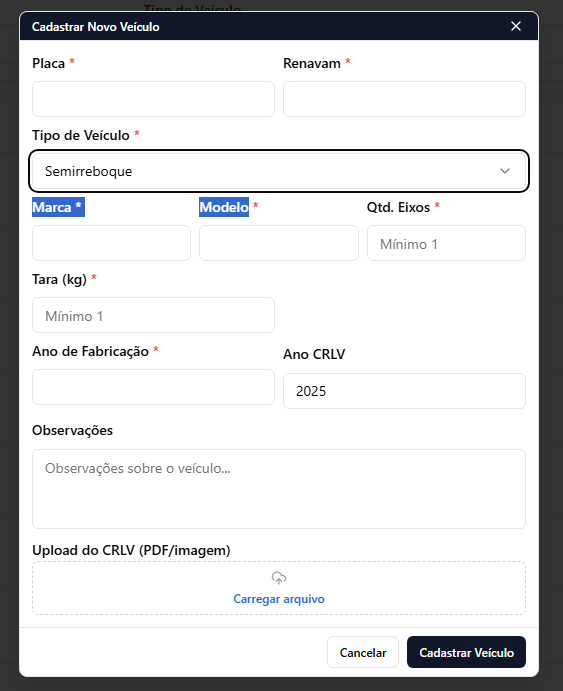 Tipo de Veículo
Cadastrar Novo Veículo
Placa * Renavam *
Tipo de Veículo *
Semirreboque
Marca * Modelo * Qtd. Eixos *
Mínimo 1
Tara (kg) *
Mínimo 1
Ano de Fabricação * Ano CRLV
2025
Observações
Observações sobre o veículo...
Upload do CRLV (PDF/imagem)
Carregar arquivo
Cancelar Cadastrar Veículo